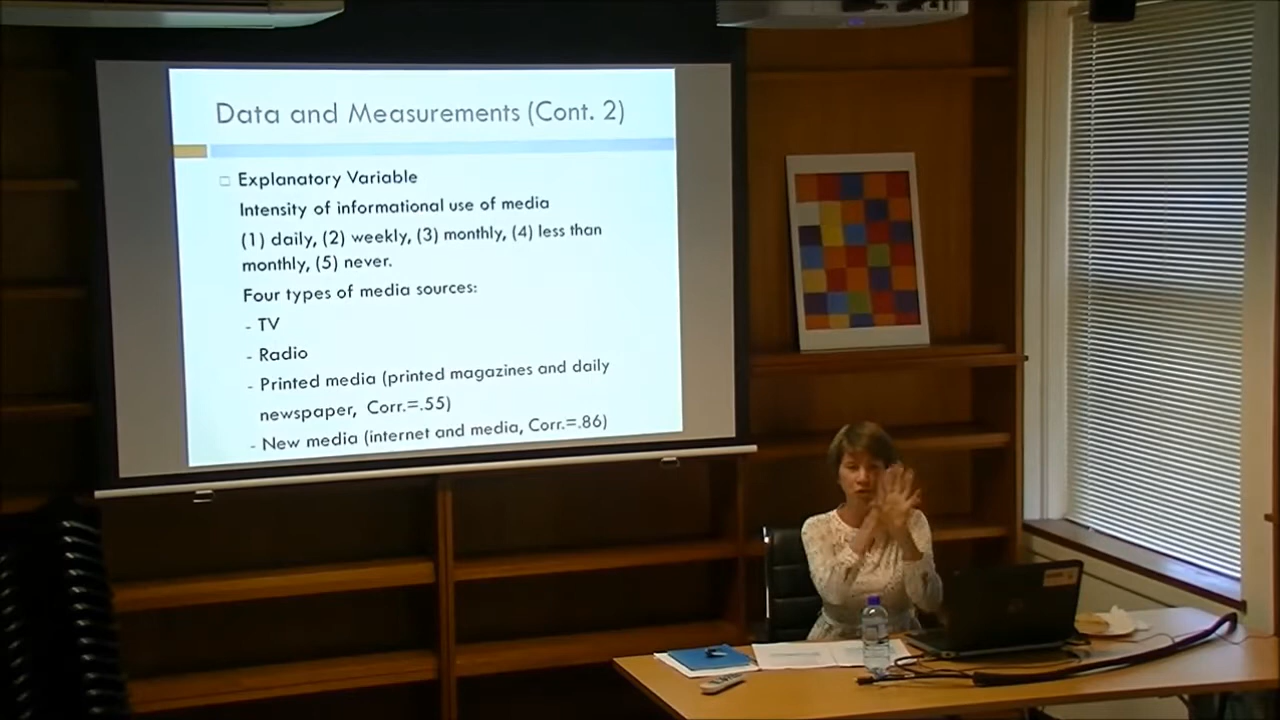 Data and Measurements (Cont. 2)
Explanatory Variable
Intensity of informational use of media
(1) daily, (2) weekly, (3) monthly, (4) less than
monthly, (5) never.
Four types of media sources:
- TV
- Radio
- Printed media (printed magazines and daily
newspaper, Corr.=.55)
- New media (internet and media, Corr.=.86)